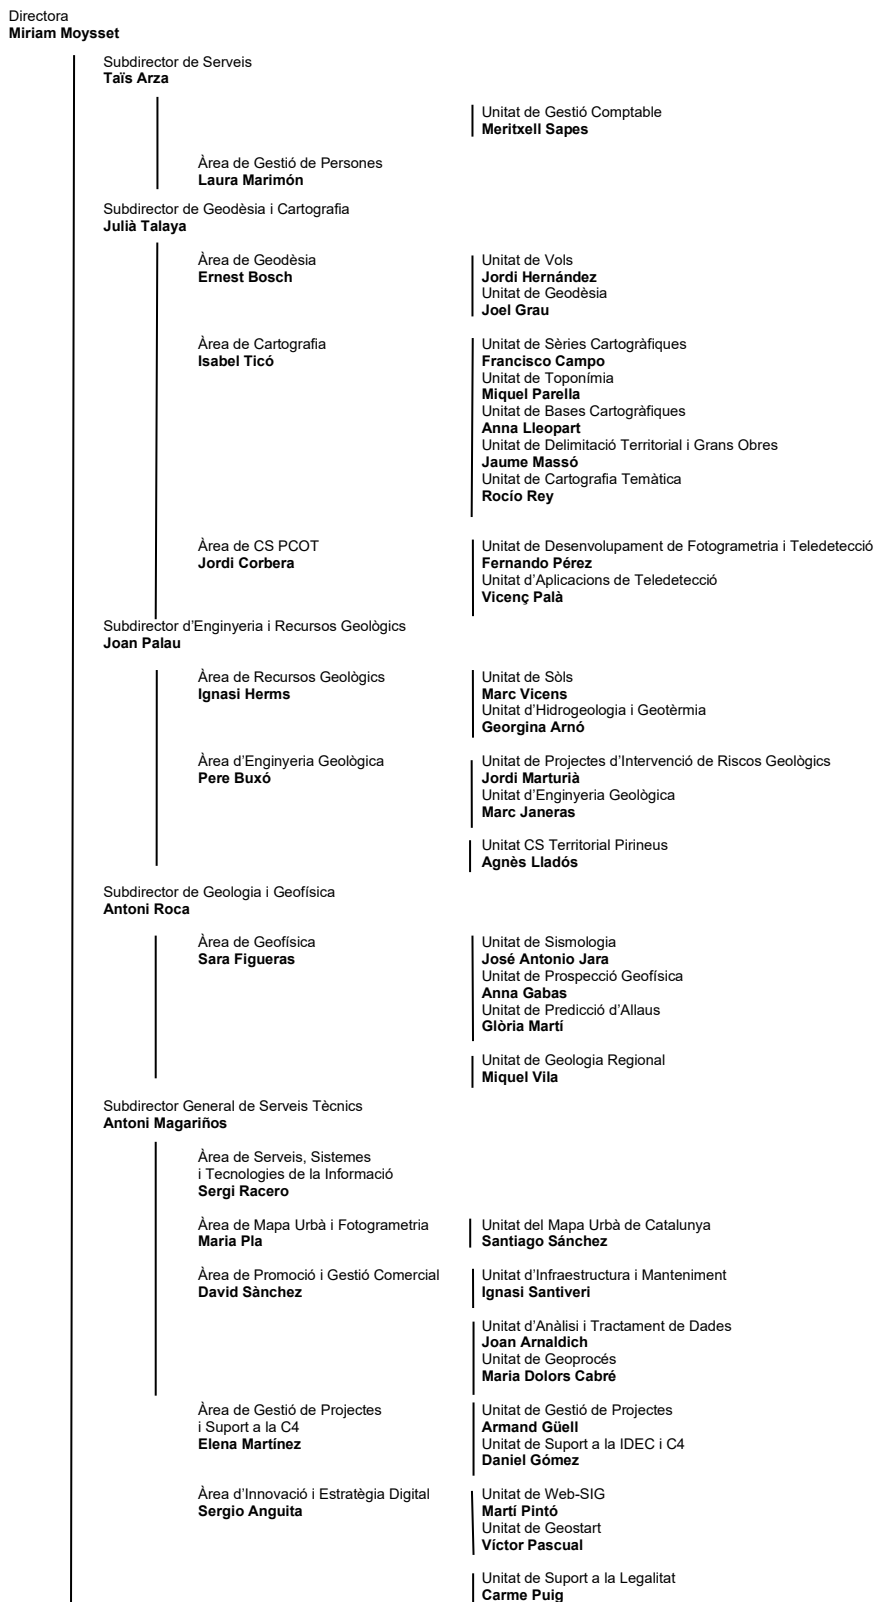 Directora
Miriam Moysset
Subdirector de Serveis
Taïs Arza
Unitat de Gestió Comptable
Meritxell Sapes
Àrea de Gestió de Persones
Laura Marimón
Subdirector de Geodèsia i Cartografia
Julià Talaya
Àrea de Geodèsia
Ernest Bosch
Unitat de Vols
Jordi Hernández
Unitat de Geodèsia
Joel Grau
Àrea de Cartografia
Isabel Ticó
Unitat de Sèries Cartogràfiques
Francisco Campo
Unitat de Toponímia
Miquel Parella
Unitat de Bases Cartogràfiques
Anna Lleopart
Unitat de Delimitació Territorial i Grans Obres
Jaume Massó
Unitat de Cartografia Temàtica
Rocío Rey
Àrea de CS PCOT
Jordi Corbera
Unitat de Desenvolupament de Fotogrametria i Teledetecció
Fernando Pérez
Unitat d’Aplicacions de Teledetecció
Vicenç Palà
Subdirector d’Enginyeria i Recursos Geològics
Joan Palau
Àrea de Recursos Geològics
Ignasi Herms
Unitat de Sòls
Marc Vicens
Unitat d’Hidrogeologia i Geotèrmia
Georgina Arnó
Àrea d’Enginyeria Geològica
Pere Buxó
Unitat de Projectes d’Intervenció de Riscos Geològics
Jordi Marturià
Unitat d’Enginyeria Geològica
Marc Janeras
Unitat CS Territorial Pirineus
Agnès Lladós
Subdirector de Geologia i Geofísica
Antoni Roca
Àrea de Geofísica
Sara Figueras
Unitat de Sismologia
José Antonio Jara
Unitat de Prospecció Geofísica
Anna Gabas
Unitat de Predicció d’Allaus
Glòria Martí
Unitat de Geologia Regional
Miquel Vila
Subdirector General de Serveis Tècnics
Antoni Magariños
Àrea de Serveis, Sistemes
i Tecnologies de la Informació
Sergi Racero
Àrea de Mapa Urbà i Fotogrametria
Maria Pla
Unitat del Mapa Urbà de Catalunya
Santiago Sánchez
Àrea de Promoció i Gestió Comercial
David Sànchez
Unitat d’Infraestructura i Manteniment
Ignasi Santiveri
Unitat d’Anàlisi i Tractament de Dades
Joan Arnaldich
Unitat de Geoprocés
Maria Dolors Cabré
Àrea de Gestió de Projectes
i Suport a la C4
Elena Martínez
Unitat de Gestió de Projectes
Armand Güell
Unitat de Suport a la IDEC i C4
Daniel Gómez
Àrea d’Innovació i Estratègia Digital
Sergio Anguita
Unitat de Web-SIG
Martí Pintó
Unitat de Geostart
Víctor Pascual
Unitat de Suport a la Legalitat
Carme Puig